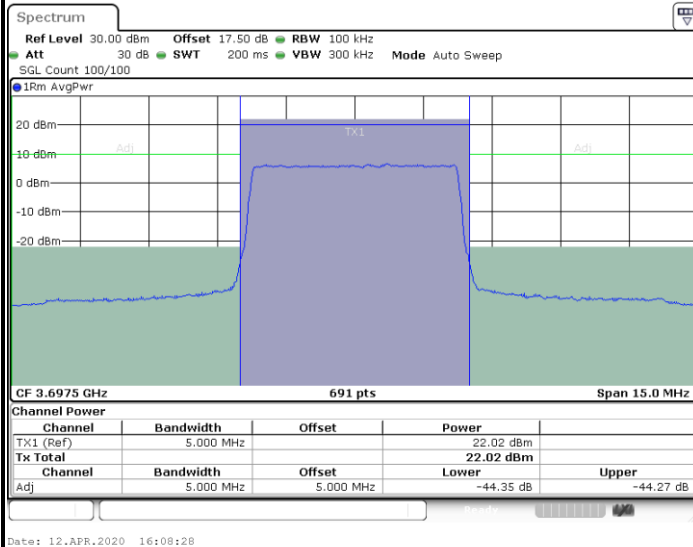 Spectrum
Ref Level 30.00 dBm Offset 17.50 dB RBW 100 kHz
Att 30 dB SWT 200 ms VBW 300 kHz Mode Auto Sweep
SGL Count 100/100
1Rm AvgPwr
20 dBm
TX1
Adj
Adj
10 dBm
0 dBm
-10 dBm
-20 dBm
CF 3.6975 GHz 691 pts Span 15.0 MHz
Channel Power
Channel Bandwidth Offset Power
TX1 (Ref) 5.000 MHz 22.02 dBm
Tx Total 22.02 dBm
Channel Bandwidth Offset Lower Upper
Adj 5.000 MHz 5.000 MHz -44.35 dB -44.27 dB
Ready
Date: 12.APR.2020 16:08:28